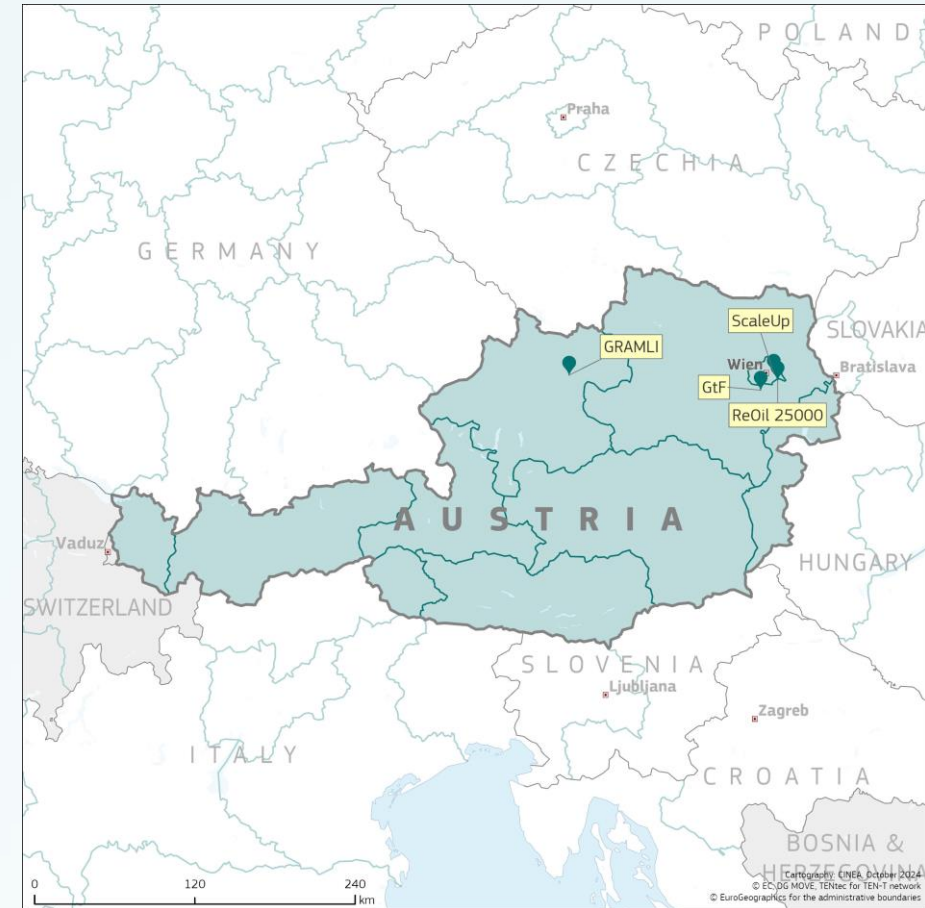 POLAND
Praha
CZECHIA
GERMANY
ScaleUp
SLOVAKIA
GRAMLI
Wien
Bratislava
GtF
ReOil 25000
AUSTRIA
Vaduz
HUNGARY
SWITZERLAND
SLOVENIA
Ljubljana
Zagreb
ITALY
CROATIA
BOSNIA &
HERZEGOVINA
0 120 240
km
Cartography: CINEA, October 2024
© EC, DG MOVE, TENtec for TEN-T network
© EuroGeographics for the administrative boundaries